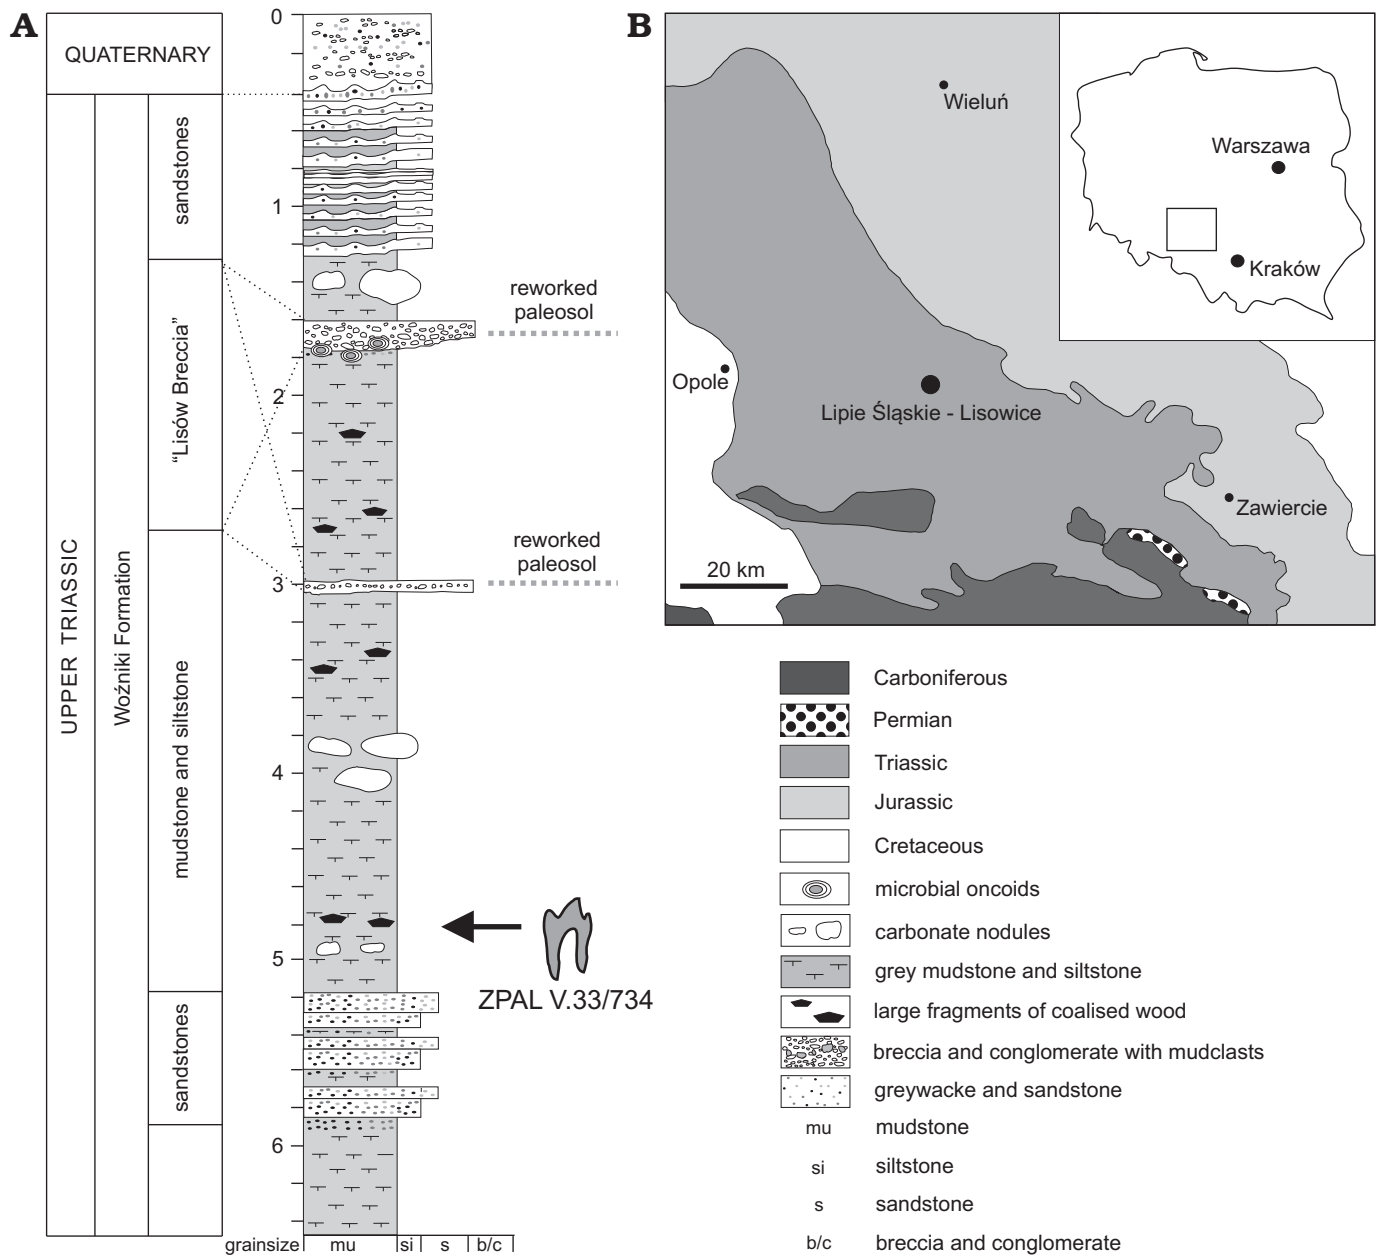 A
QUATERNARY
UPPER TRIASSIC
Woźniki Formation
sandstones
“Lisów Breccia”
mudstone and siltstone
sandstones
0
1
2
3
4
5
6
reworked
paleosol
reworked
paleosol
ZPAL V.33/734
grainsize
mu
si
s
b/c
B
Wieluń
Warszawa
Kraków
Opole
Lipie Śląskie - Lisowice
Zawiercie
20 km
Carboniferous
Permian
Triassic
Jurassic
Cretaceous
microbial oncoids
carbonate nodules
grey mudstone and siltstone
large fragments of coalised wood
breccia and conglomerate with mudclasts
greywacke and sandstone
mu mudstone
si siltstone
s sandstone
b/c breccia and conglomerate